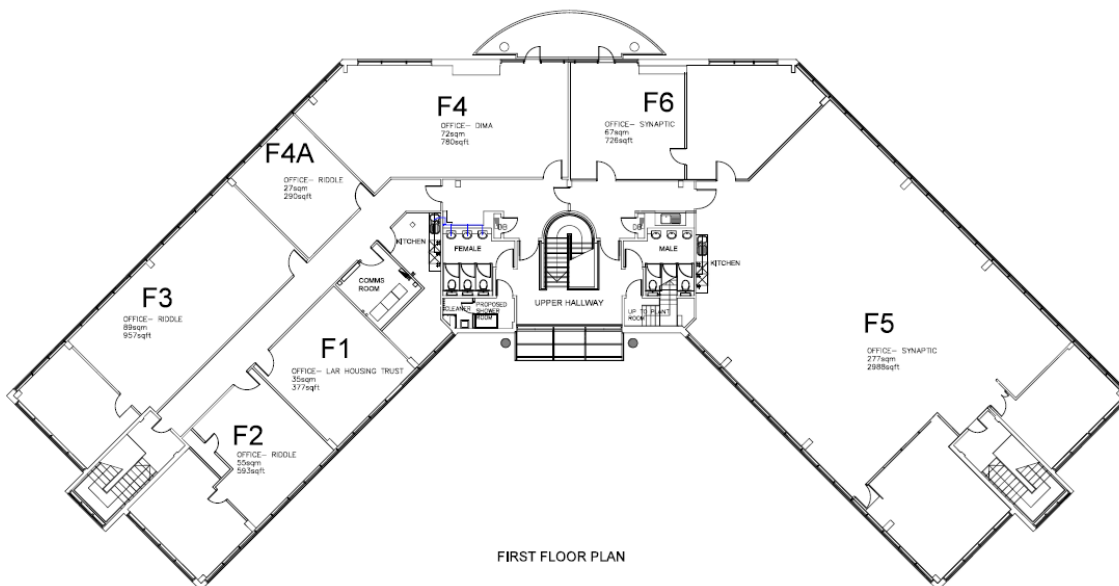 F4
OFFICE- DIMA
72sqm
780sqft
F6
OFFICE- SYNAPTIC
67sqm
726sqft
F4A
OFFICE- RIDDLE
27sqm
290sqft
KITCHEN
DB
FEMALE
DB
MALE
KITCHEN
COMMS
ROOM
F3
OFFICE- RIDDLE
89sqm
957sqft
CLEANER
PROPOSED
SHOWER
ROOM
UPPER HALLWAY
UP TO PLANT
ROOM
F1
OFFICE- LAR HOUSING TRUST
35sqm
377sqft
F5
OFFICE- SYNAPTIC
277sqm
2988sqft
F2
OFFICE- RIDDLE
55sqm
593sqft
FIRST FLOOR PLAN